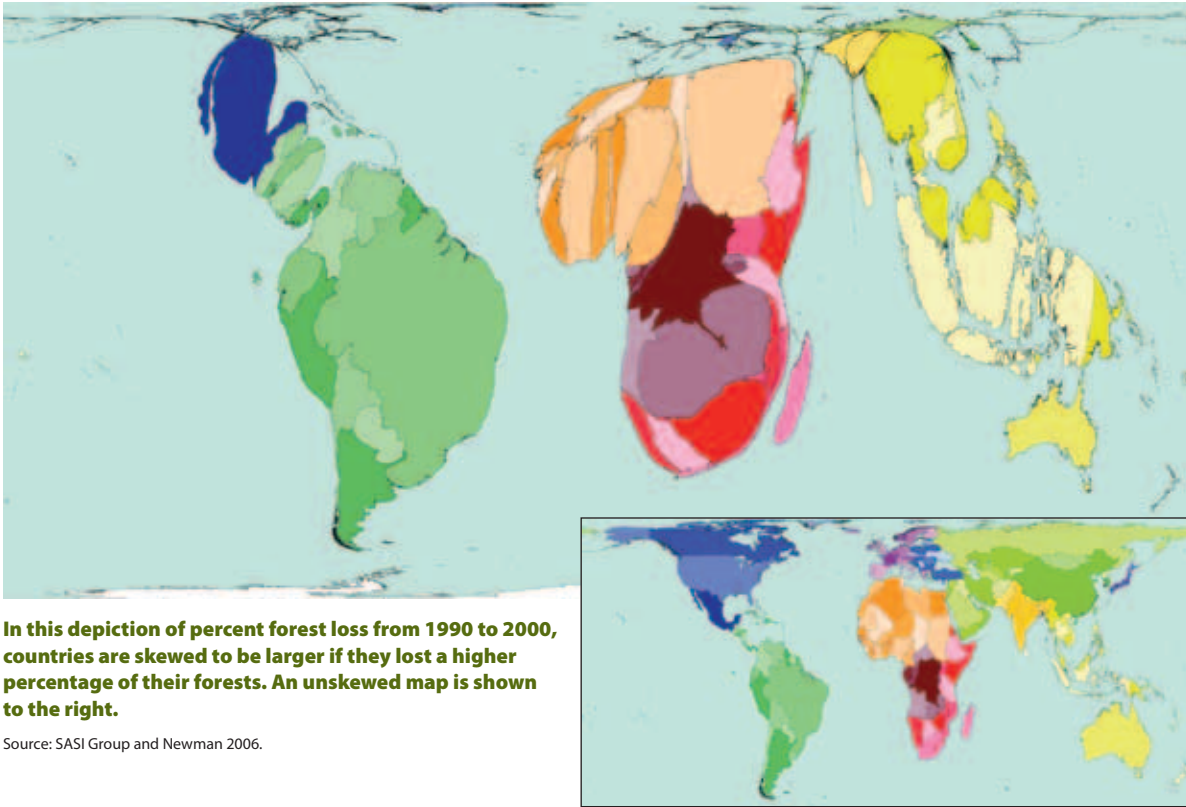 In this depiction of percent forest loss from 1990 to 2000,
countries are skewed to be larger if they lost a higher
percentage of their forests. An unskewed map is shown
to the right.
Source: SASI Group and Newman 2006.